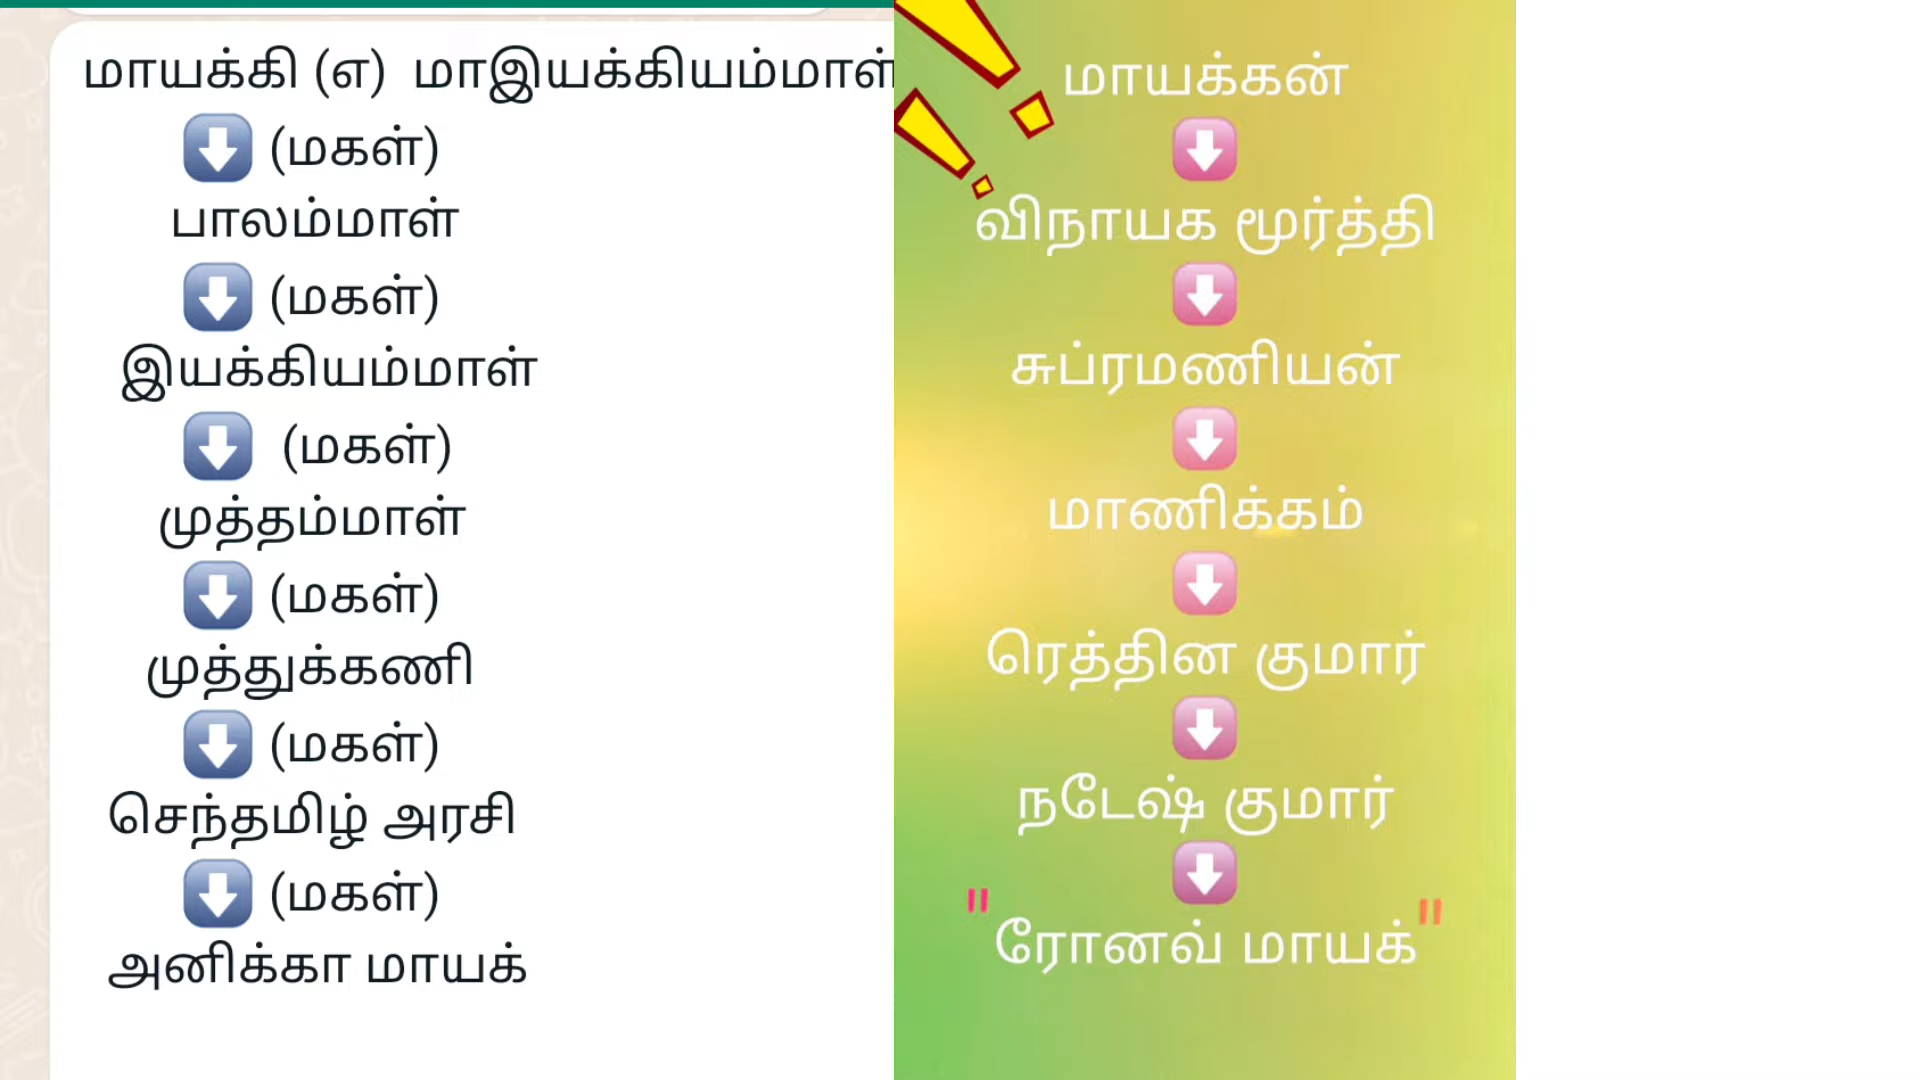 மாயக்கி (எ) மாஇயக்கியம்மாள்
(மகள்)
பாலம்மாள்
(மகள்)
இயக்கியம்மாள்
(மகள்)
முத்தம்மாள்
(மகள்)
முத்துக்கணி
(மகள்)
செந்தமிழ் அரசி
(மகள்)
அனிக்கா மாயக்
மாயக்கன்
விநாயக மூர்த்தி
சுப்ரமணியன்
மாணிக்கம்
ரெத்தின குமார்
நடேஷ் குமார்
"ரோனவ் மாயக்"